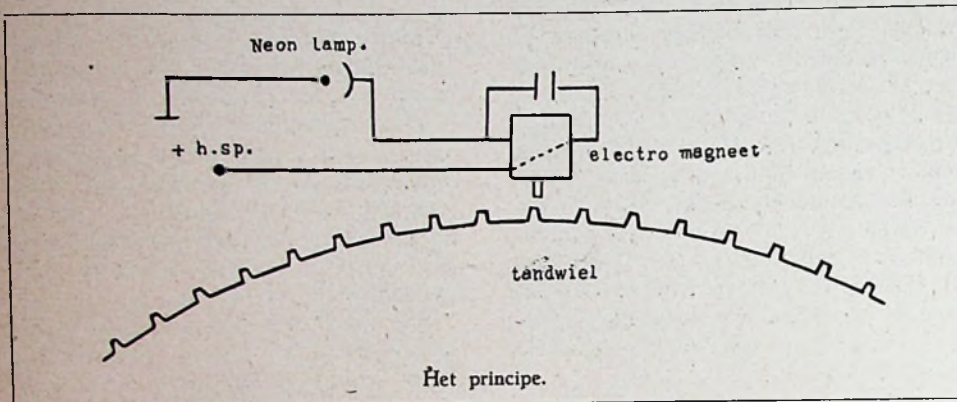 Neon lamp.
+ h.sp.
electro magneet
tandwiel
Het principe.